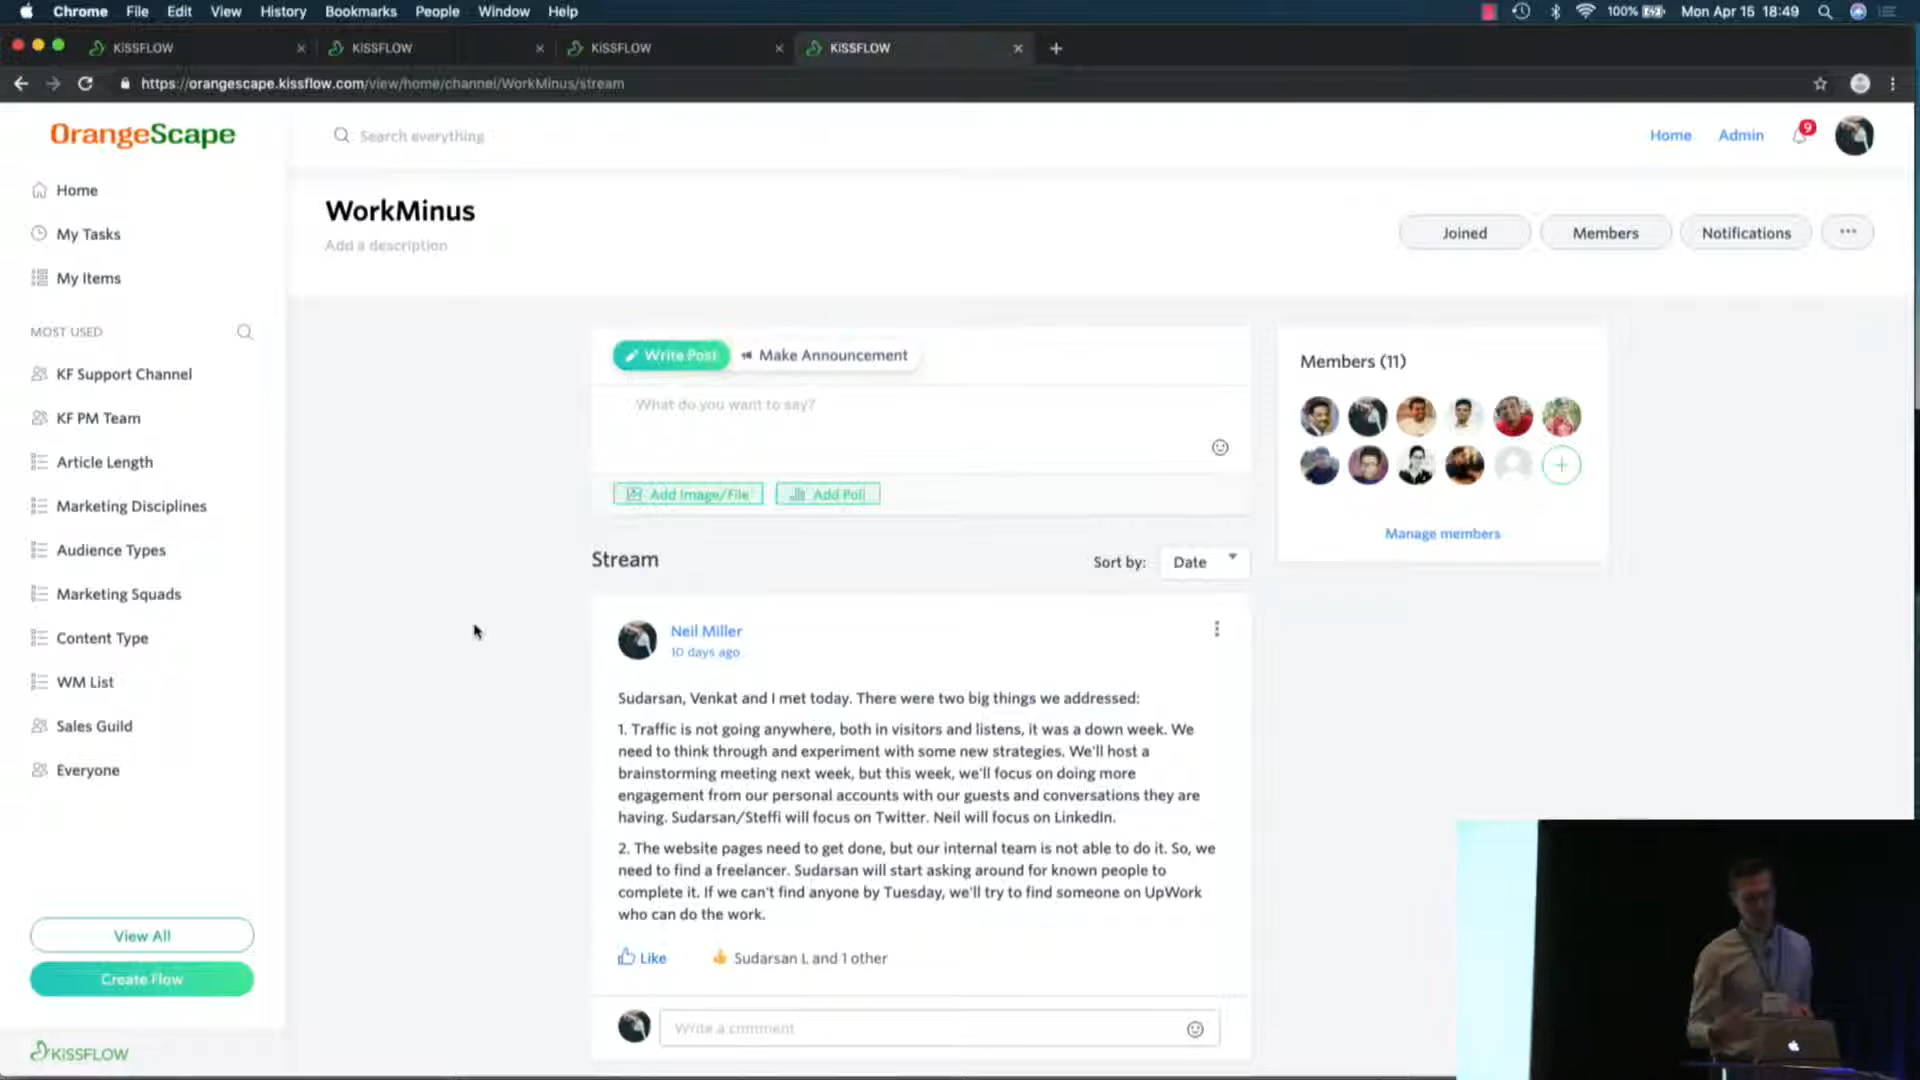 Chrome File Edit View History Bookmarks People Window Help 100% Mon Apr 15 18:49
KiSSFLOW KiSSFLOW KiSSFLOW KiSSFLOW
https://orangescape.kissflow.com/view/home/channel/WorkMinus/stream
OrangeScape
Search everything
Home Admin 9
Home
My Tasks
My Items
MOST USED
KF Support Channel
KF PM Team
Article Length
Marketing Disciplines
Audience Types
Marketing Squads
Content Type
WM List
Sales Guild
Everyone
View All
Create Flow
KiSSFLOW
WorkMinus
Add a description
Joined Members Notifications
Write Post Make Announcement
What do you want to say?
Add Image/File Add Poll
Members (11)
Manage members
Stream
Sort by: Date
Neil Miller
10 days ago
Sudarsan, Venkat and I met today. There were two big things we addressed:
1. Traffic is not going anywhere, both in visitors and listens, it was a down week. We
need to think through and experiment with some new strategies. We'll host a
brainstorming meeting next week, but this week, we'll focus on doing more
engagement from our personal accounts with our guests and conversations they are
having. Sudarsan/Steffi will focus on Twitter. Neil will focus on LinkedIn.
2. The website pages need to get done, but our internal team is not able to do it. So, we
need to find a freelancer. Sudarsan will start asking around for known people to
complete it. If we can't find anyone by Tuesday, we'll try to find someone on UpWork
who can do the work.
Like Sudarsan L and 1 other
Write a comment